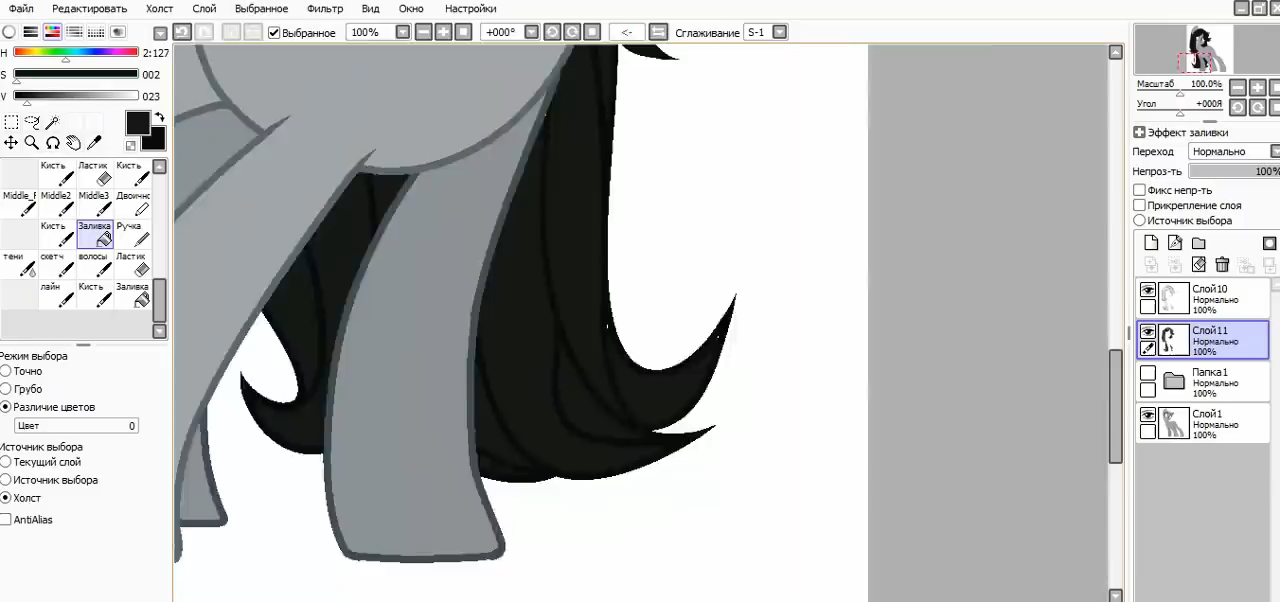 Файл Редактировать Холст Слой Выбранное Фильтр Вид Окно Настройки
Выбранное 100% +000° <- Сглаживание S-1
H 2:127
S 002
V 023
Кисть Ластик Кисть
Middle2 Middle3 Двоично
Кисть Заливка Ручка
тени скетч волосы Ластик
лайн Кисть Заливка
Режим выбора
Точно
Грубо
Различие цветов
Цвет 0
Источник выбора
Текущий слой
Источник выбора
Холст
AntiAlias
Масштаб 100.0%
Угол +000Я
Эффект заливки
Переход Нормально
Непроз-ть 100%
Фикс непр-ть
Прикрепление слоя
Источник выбора
Слой10
Нормально
100%
Слой11
Нормально
100%
Папка1
Нормально
100%
Слой1
Нормально
100%